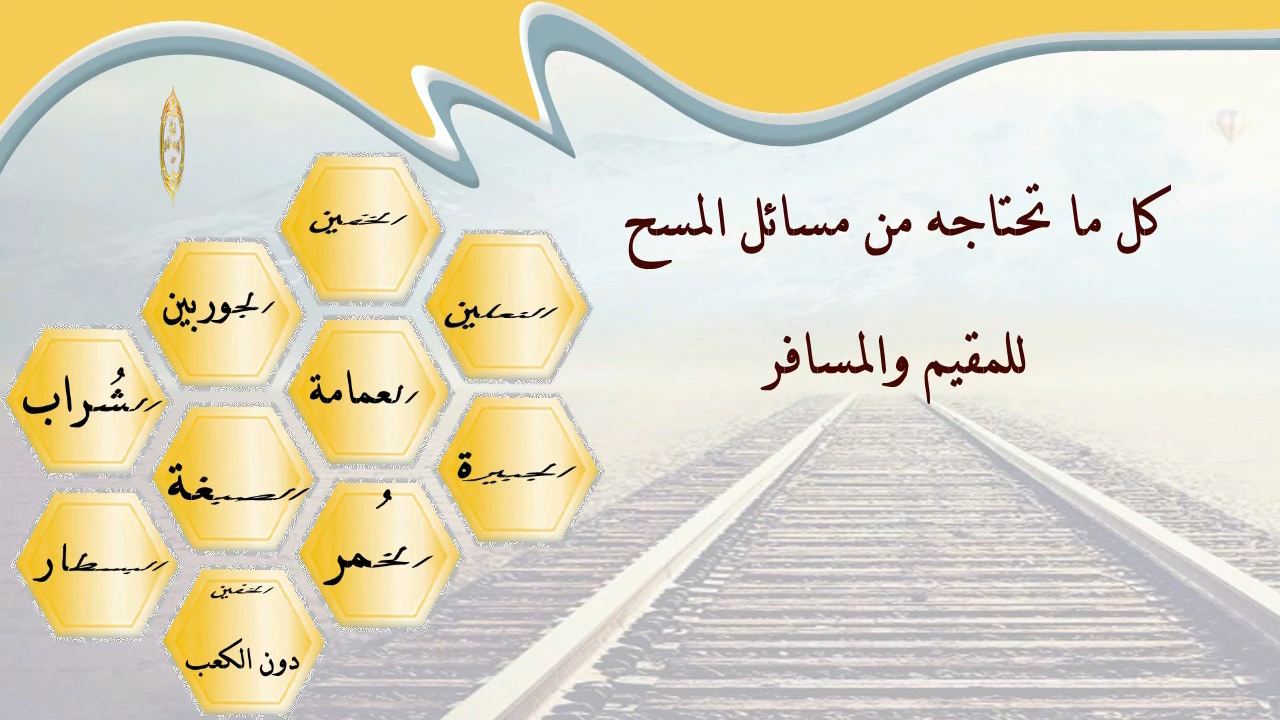 كل ما تحتاجه من مسائل المسح
للمقيم والمسافر
الخفين
النعلين
الجوربين
العمامة
الشُراب
الجبيرة
الصبغة
الخُمر
البسطار
الخفين
دون الكعب